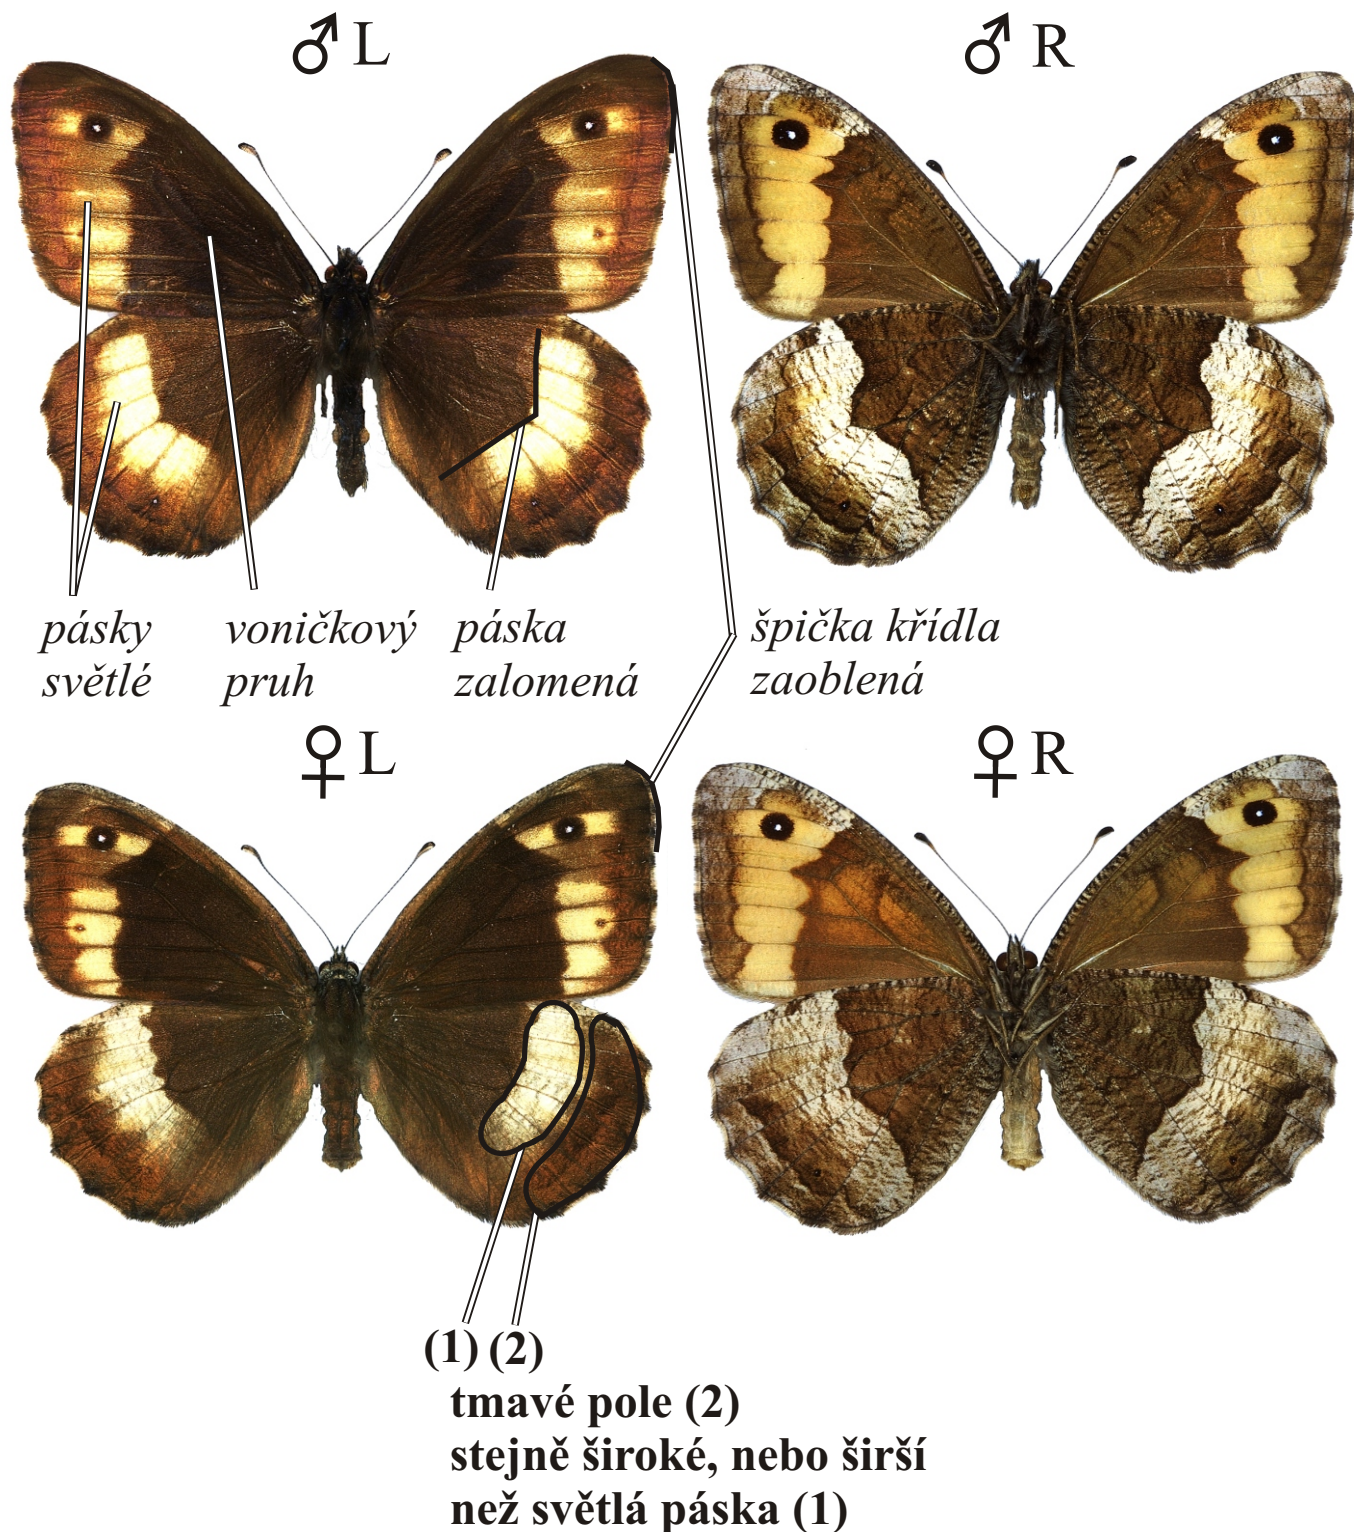 ♂ L
♂ R
pásky
světlé
voničkový
pruh
páska
zalomená
špička křídla
zaoblená
♀ L
♀ R
(1) (2)
tmavé pole (2)
stejně široké, nebo širší
než světlá páska (1)